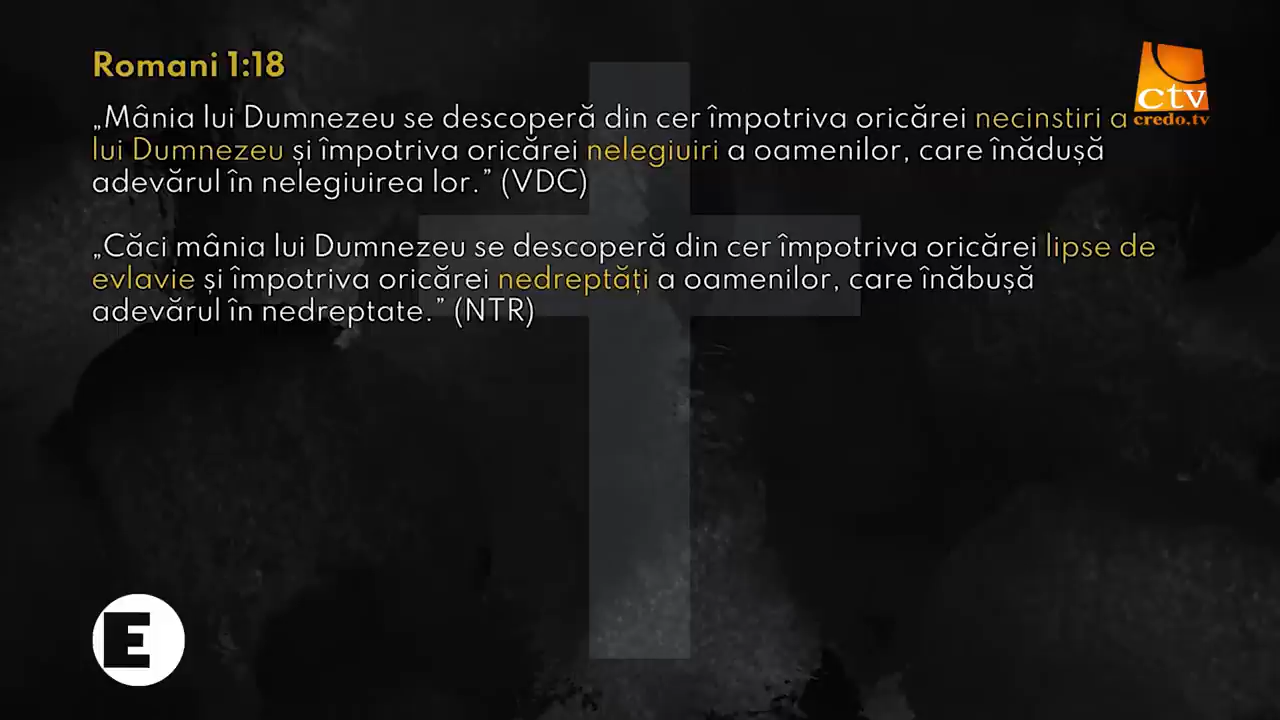 Romani 1:18
ctv
credo.tv
„Mânia lui Dumnezeu se descoperă din cer împotriva oricărei necinstiri a
lui Dumnezeu și împotriva oricărei nelegiuiri a oamenilor, care înădușă
adevărul în nelegiuirea lor.” (VDC)
„Căci mânia lui Dumnezeu se descoperă din cer împotriva oricărei lipse de
evlavie și împotriva oricărei nedreptăți a oamenilor, care înăbușă
adevărul în nedreptate.” (NTR)
E